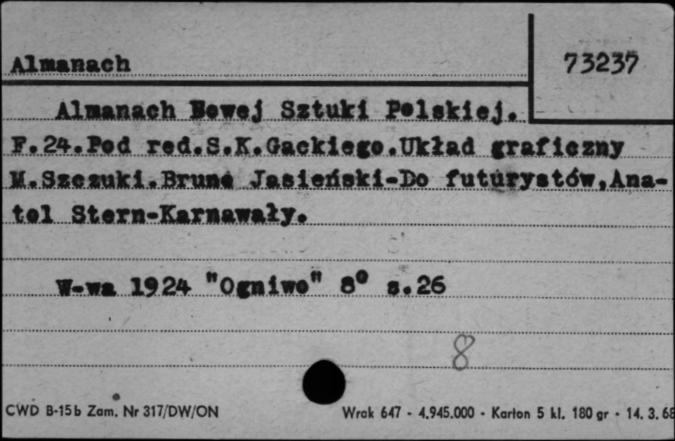 Almanach
73237
Almanach Nowej Sztuki Polskiej.
F.24.Pod red.S.K.Gackiego.Układ graficzny
M.Szczuki.Bruno Jasieński-Do futurystów,Ana-
tol Stern-Karnawały.
W-wa 1924 "Ogniwo" 8° s.26
8
CWD B-15b Zam. Nr 317/DW/ON
Wrak 647 - 4.945.000 - Karton 5 kl. 180 gr - 14. 3. 68